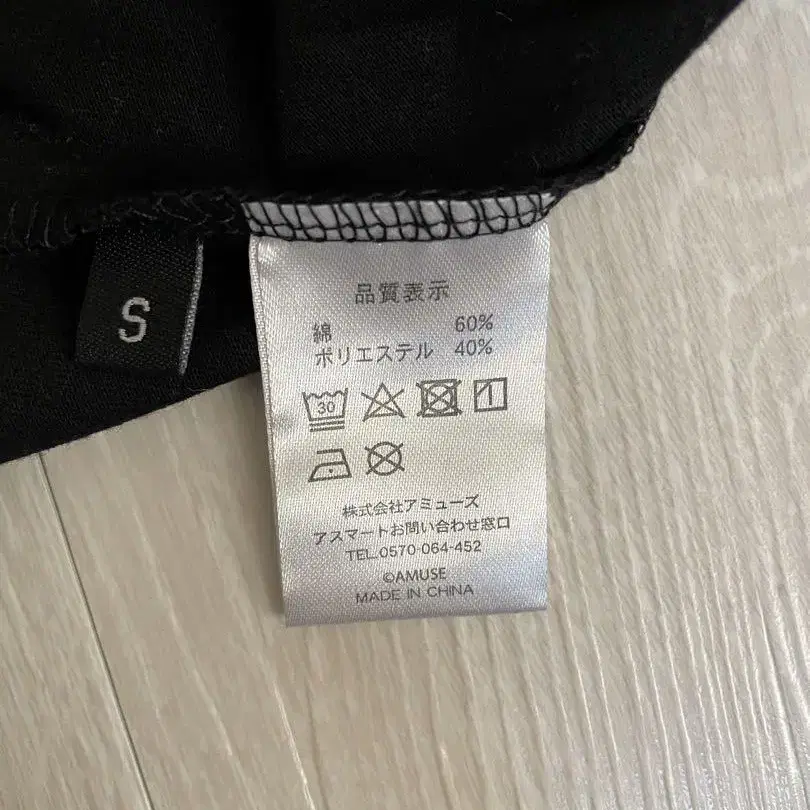 S
品質表示
綿 60%
ポリエステル 40%
30
株式会社アミューズ
アスマートお問い合わせ窓口
TEL.0570-064-452
©AMUSE
MADE IN CHINA